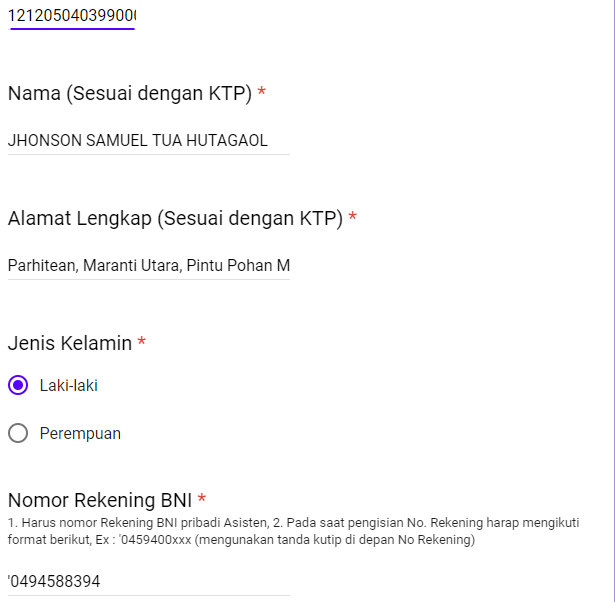 12120504039900
Nama (Sesuai dengan KTP) *
JHONSON SAMUEL TUA HUTAGAOL
Alamat Lengkap (Sesuai dengan KTP) *
Parhitean, Maranti Utara, Pintu Pohan M
Jenis Kelamin *
Laki-laki
Perempuan
Nomor Rekening BNI *
1. Harus nomor Rekening BNI pribadi Asisten, 2. Pada saat pengisian No. Rekening harap mengikuti
format berikut, Ex : '0459400xxx (mengunakan tanda kutip di depan No Rekening)
'0494588394